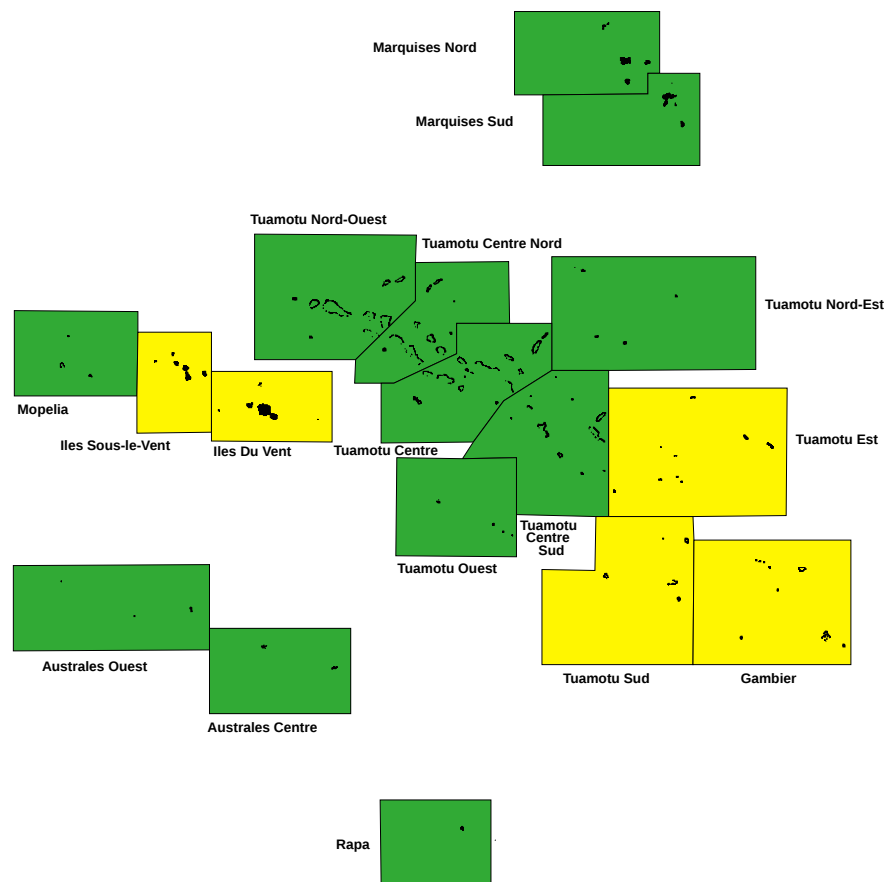 Marquises Nord
Marquises Sud
Tuamotu Nord-Ouest
Tuamotu Centre Nord
Tuamotu Nord-Est
Mopelia
Iles Sous-le-Vent
Iles Du Vent
Tuamotu Centre
Tuamotu Est
Tuamotu
Centre
Sud
Tuamotu Ouest
Australes Ouest
Tuamotu Sud
Gambier
Australes Centre
Rapa